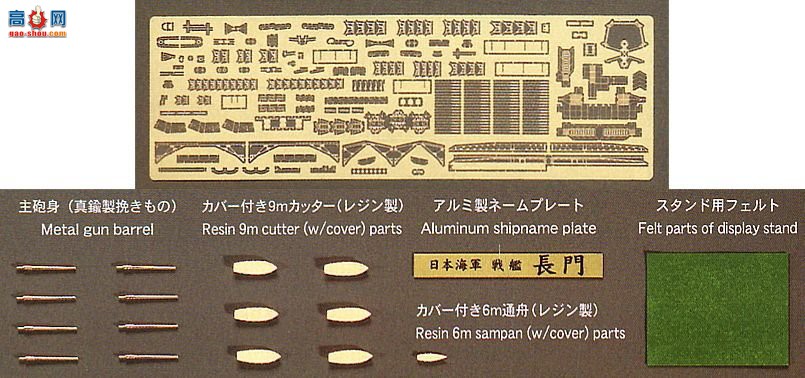 高手网
gao-shou.com
主砲身（真鍮製挽きもの）
Metal gun barrel
カバー付き9mカッター（レジン製）
Resin 9m cutter (w/cover) parts
アルミ製ネームプレート
Aluminum shipname plate
スタンド用フェルト
Felt parts of display stand
日本海軍 戦艦 長門
カバー付き6m通舟（レジン製）
Resin 6m sampan (w/cover) parts